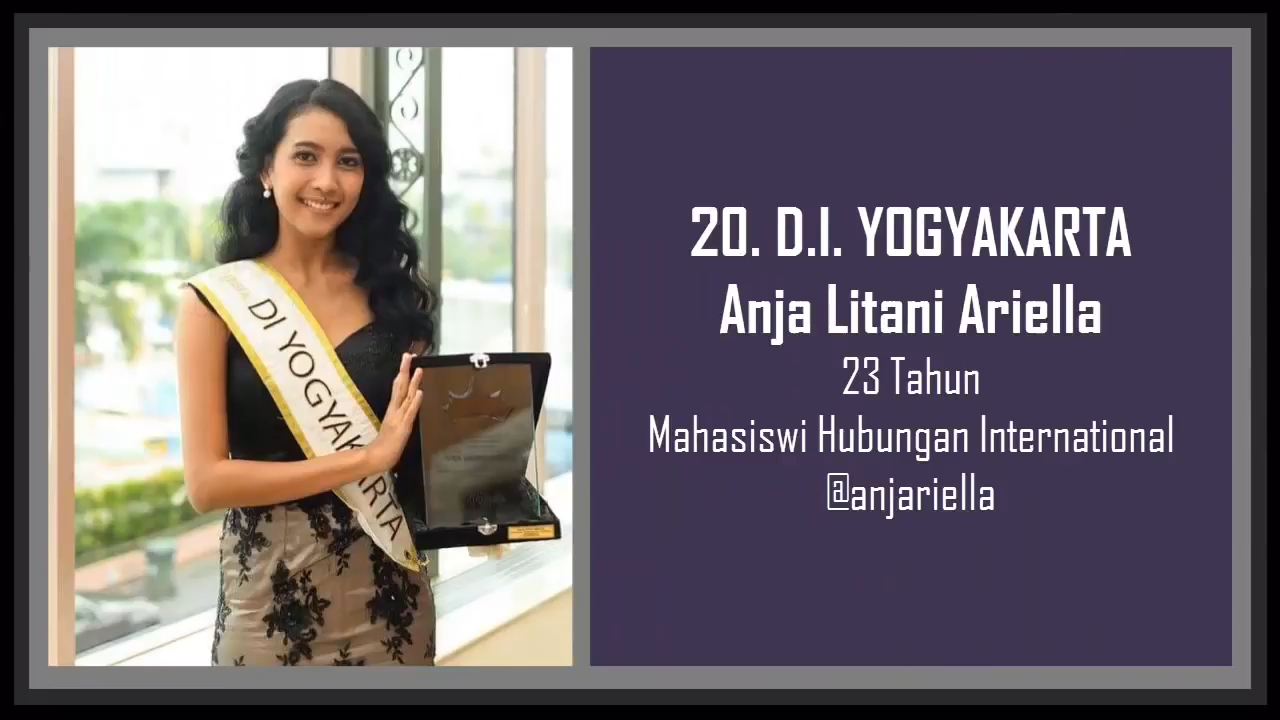 20. D.I. YOGYAKARTA
Anja Litani Ariella
23 Tahun
Mahasiswi Hubungan International
@anjariella
DI YOGYAKARTA